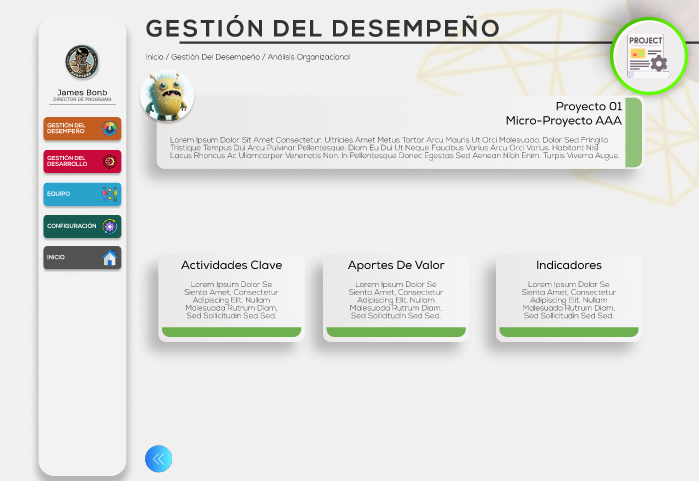 GESTIÓN DEL DESEMPEÑO
PROJECT
Inicio / Gestión Del Desempeño / Análisis Organizacional
James Bonb
DIRECTOR DE PROGRAMA
GESTIÓN DEL
DESEMPEÑO
GESTIÓN DEL
DESARROLLO
EQUIPO
CONFIGURACIÓN
INICIO
Proyecto 01
Micro-Proyecto AAA
Lorem Ipsum Dolor Sit Amet Consectetur. Ultricies Amet Metus Tortor Arcu Mauris Ut Orci Malesuada. Dolor Sed Fringilla
Tristique Tempus Dui Arcu Pulvinar Pellentesque. Diam Eu Dui Ut Neque Faucibus Varius Arcu Orci Varius. Habitant Nisl
Lacus Rhoncus Ac Ullamcorper Venenatis Non. In Pellentesque Donec Egestas Sed Aenean Nibh Enim. Turpis Viverra Augue.
Actividades Clave
Lorem Ipsum Dolor Se
Sienta Amet, Consectetur
Adipiscing Elit. Nullam
Malesuada Rutrum Diam,
Sed Sollicitudin Sed Sed.
Aportes De Valor
Lorem Ipsum Dolor Se
Sienta Amet, Consectetur
Adipiscing Elit. Nullam
Malesuada Rutrum Diam,
Sed Sollicitudin Sed Sed.
Indicadores
Lorem Ipsum Dolor Se
Sienta Amet, Consectetur
Adipiscing Elit. Nullam
Malesuada Rutrum Diam,
Sed Sollicitudin Sed Sed.